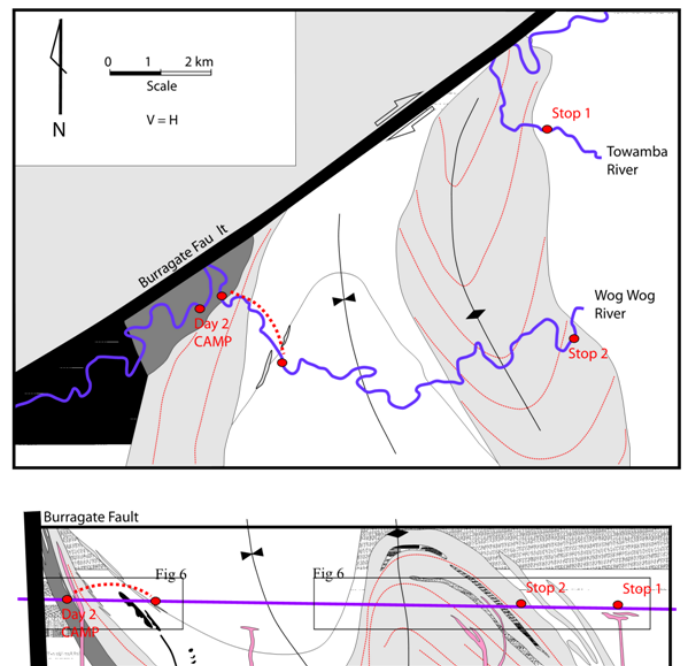 0 1 2 km
Scale
V = H
N
Stop 1
Towamba
River
Burragate Fau lt
Wog Wog
River
Day 2
CAMP
Stop 2
Burragate Fault
Fig 6
Fig 6
Stop 2
Stop 1
Day 2
CAMP